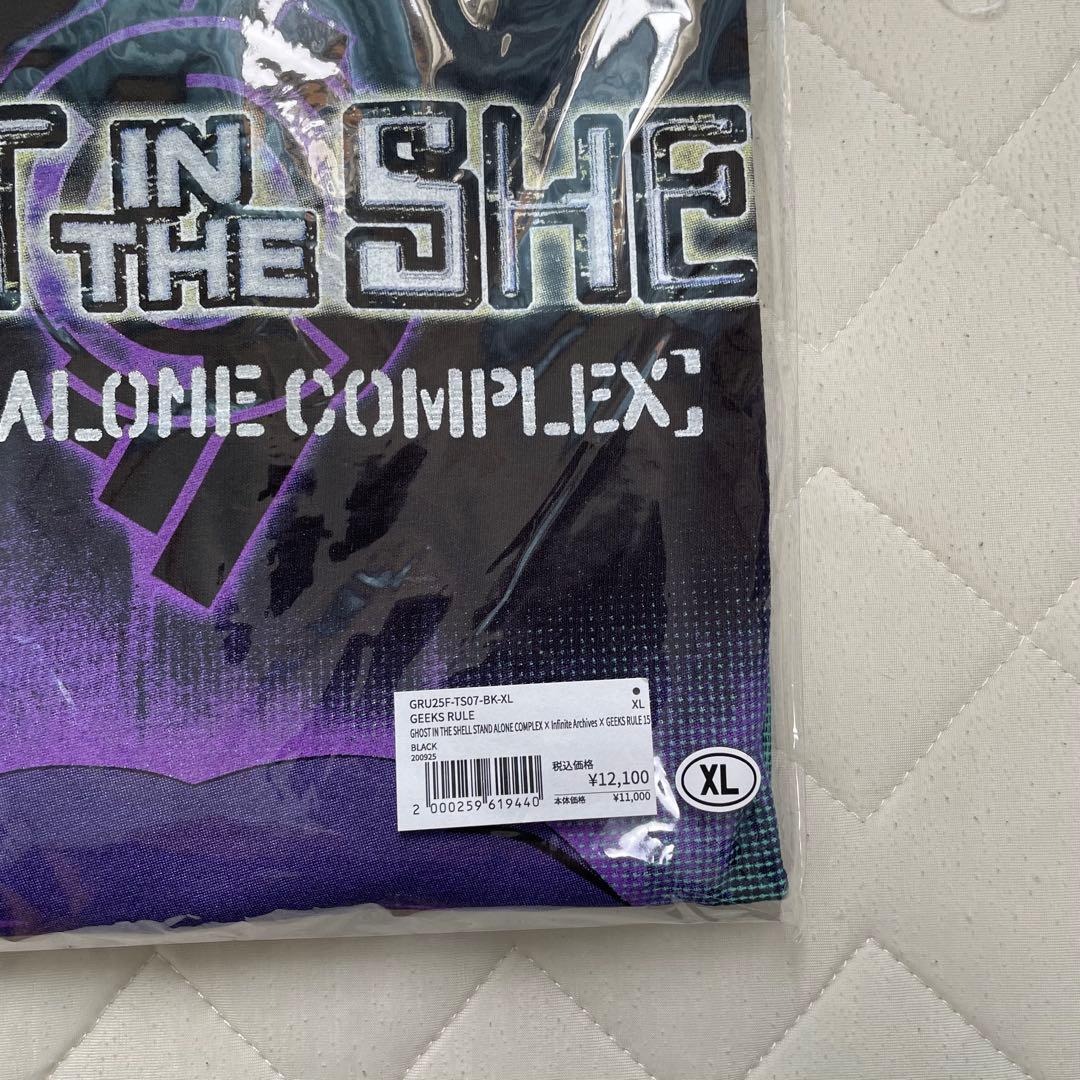 T IN THE SHE
ALONE COMPLEX]
GRU25F-TS07-BK-XL
XL
GEEKS RULE
GHOST IN THE SHELL STAND ALONE COMPLEX × Infinite Archives × GEEKS RULE 15
BLACK
200925
税込価格
¥12,100
2 000259 619440
本体価格
¥11,000
XL